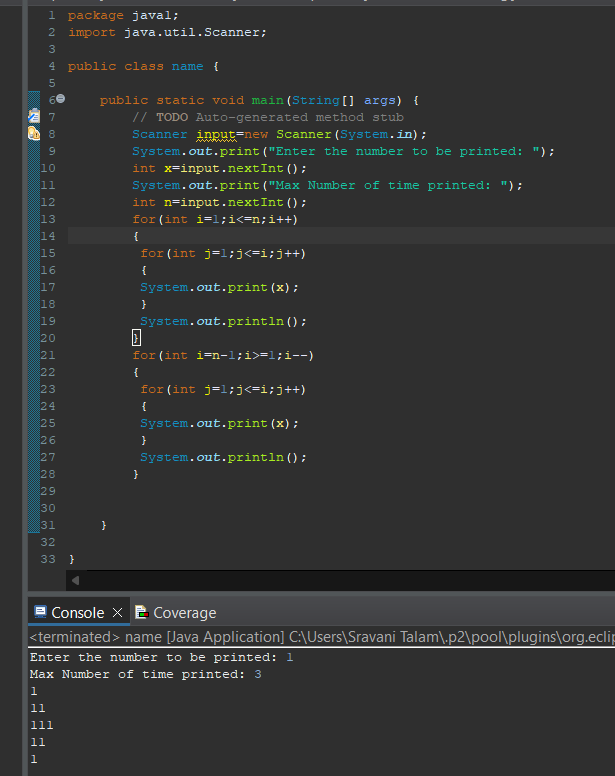 1 package java1;
2 import java.util.Scanner;
3
4 public class name {
5
6 public static void main(String[] args) {
7 // TODO Auto-generated method stub
8 Scanner input=new Scanner(System.in);
9 System.out.print("Enter the number to be printed: ");
10 int x=input.nextInt();
11 System.out.print("Max Number of time printed: ");
12 int n=input.nextInt();
13 for(int i=1;i<=n;i++)
14 {
15 for(int j=1;j<=i;j++)
16 {
17 System.out.print(x);
18 }
19 System.out.println();
20 }
21 for(int i=n-1;i>=1;i--)
22 {
23 for(int j=1;j<=i;j++)
24 {
25 System.out.print(x);
26 }
27 System.out.println();
28 }
29
30
31 }
32
33 }
Console Coverage
<terminated> name [Java Application] C:\Users\Sravani Talam\.p2\pool\plugins\org.eclip
Enter the number to be printed: 1
Max Number of time printed: 3
1
11
111
11
1